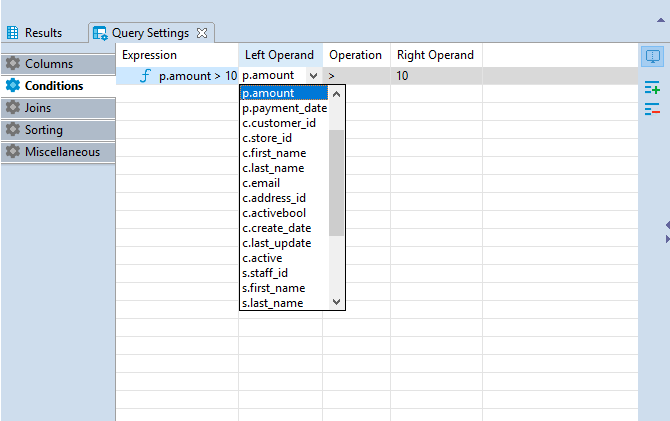 Results
Query Settings
Columns
Conditions
Joins
Sorting
Miscellaneous
Expression Left Operand Operation Right Operand
p.amount > 10 p.amount > 10
p.amount
p.payment_date
c.customer_id
c.store_id
c.first_name
c.last_name
c.email
c.address_id
c.activebool
c.create_date
c.last_update
c.active
s.staff_id
s.first_name
s.last_name